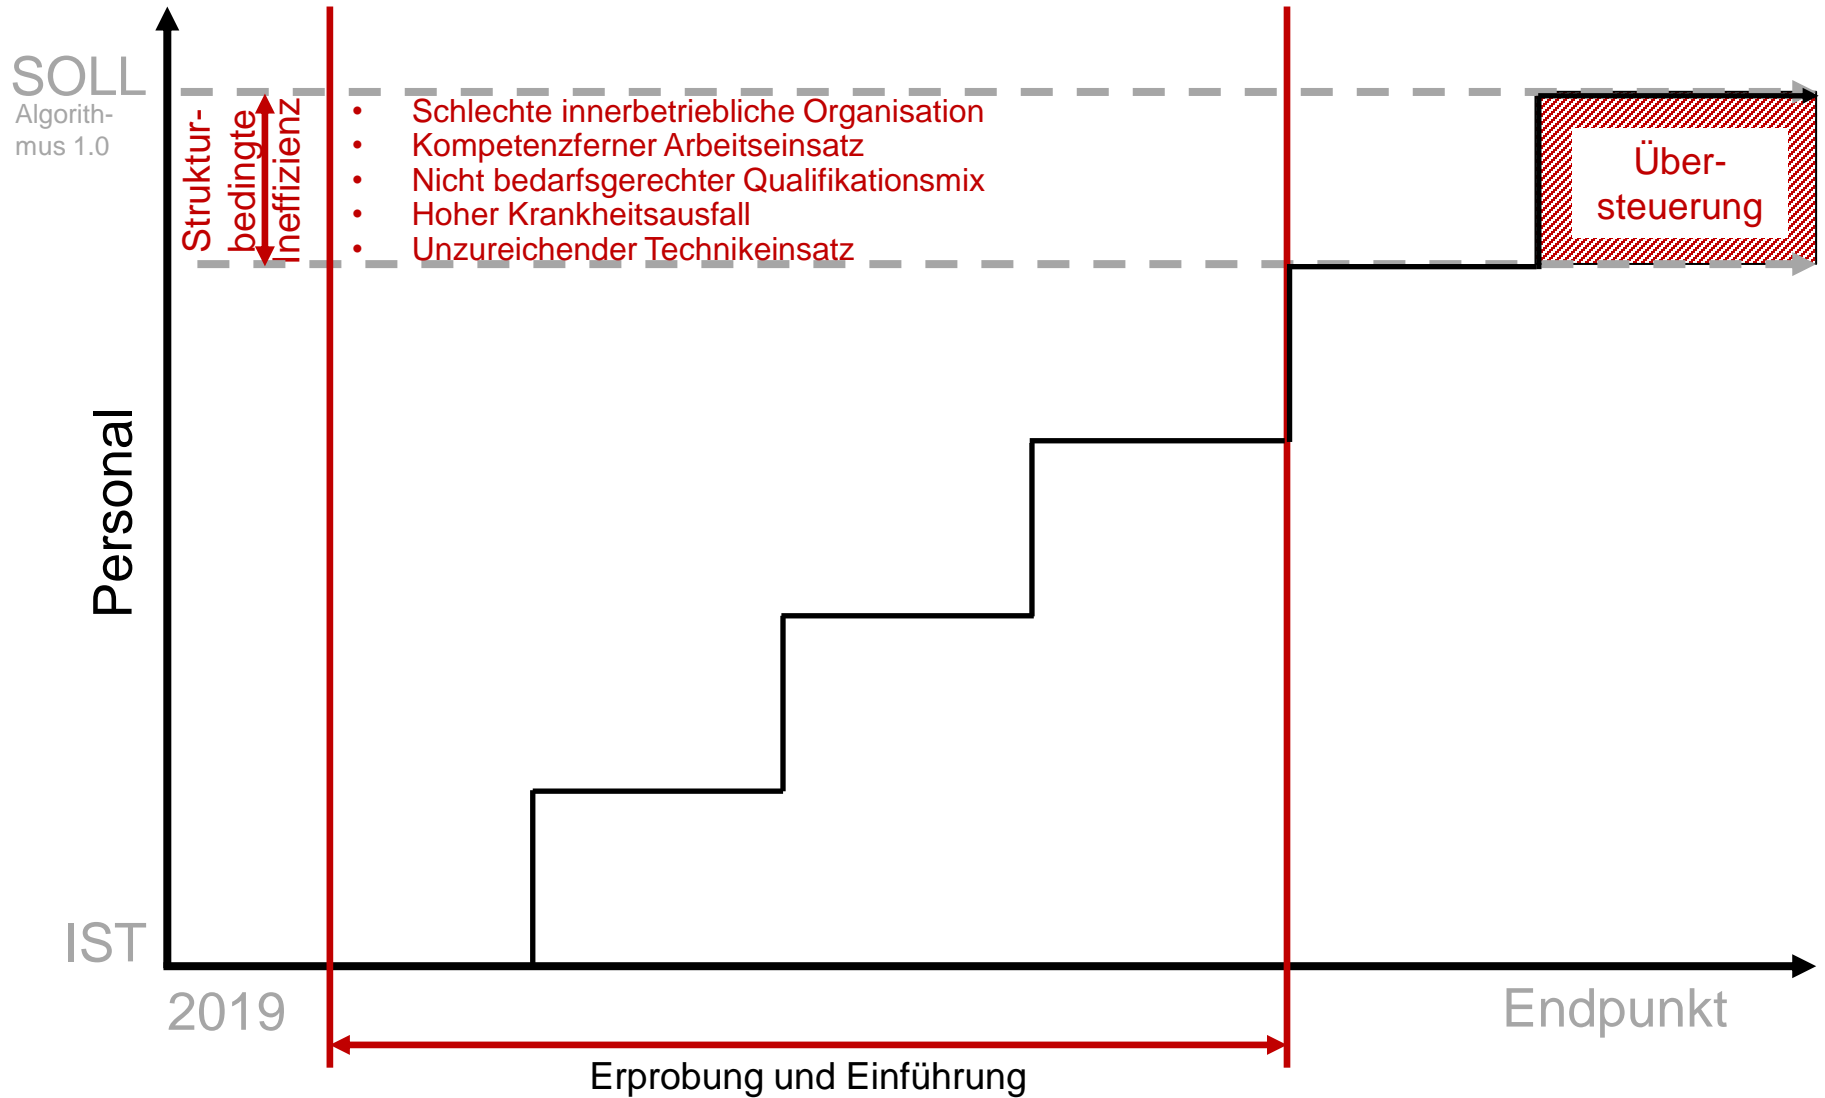 SOLL
Algorith-
mus 1.0
Struktur-
bedingte
Ineffizienz
• Schlechte innerbetriebliche Organisation
• Kompetenzferner Arbeitseinsatz
• Nicht bedarfsgerechter Qualifikationsmix
• Hoher Krankheitsausfall
• Unzureichender Technikeinsatz
Über-
steuerung
Personal
IST
2019
Endpunkt
Erprobung und Einführung